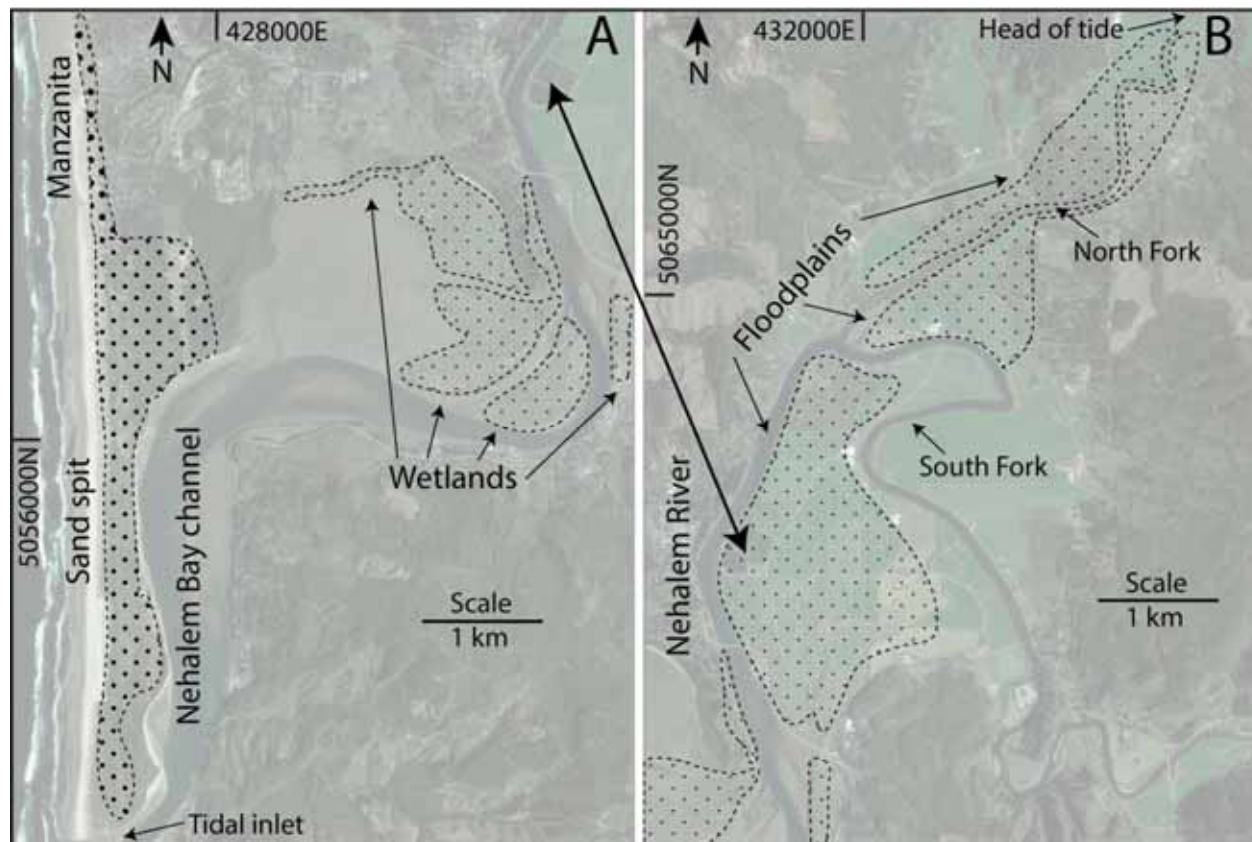 428000E
A
N
Manzanita
5056000N
Sand spit
Nehalem Bay channel
Wetlands
Scale
1 km
Tidal inlet
432000E
Head of tide
B
N
5065000N
Floodplains
North Fork
South Fork
Nehalem River
Scale
1 km